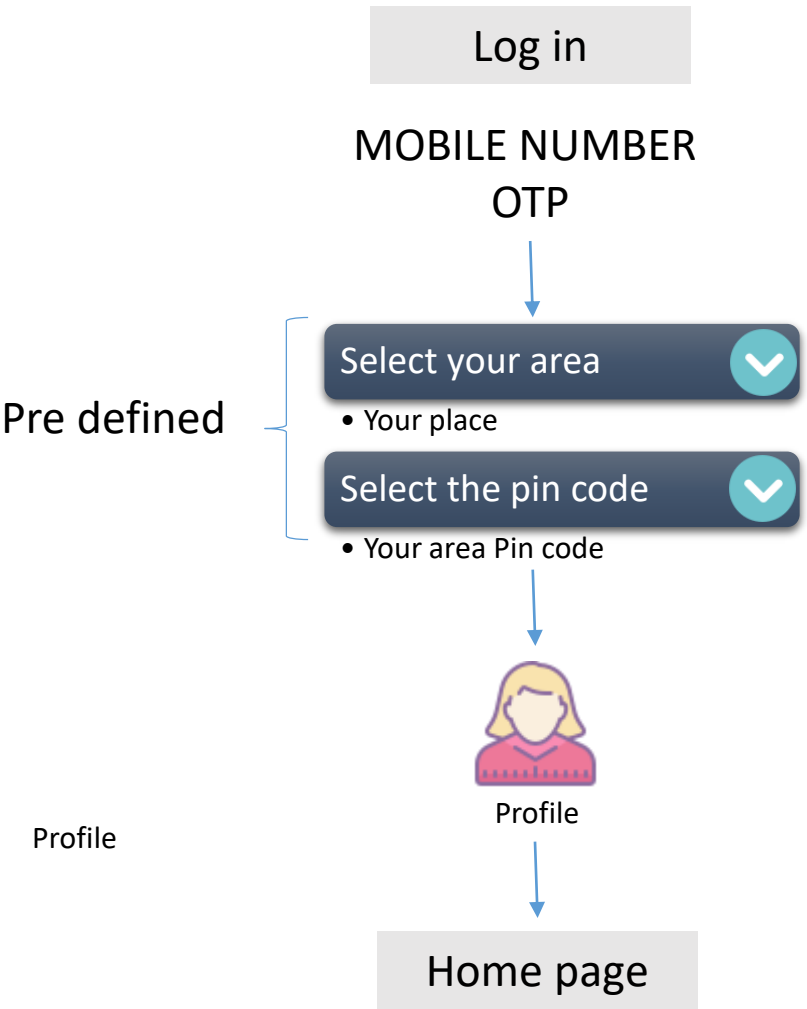 Log in
MOBILE NUMBER
OTP
Select your area
• Your place
Pre defined
Select the pin code
• Your area Pin code
Profile
Profile
Home page